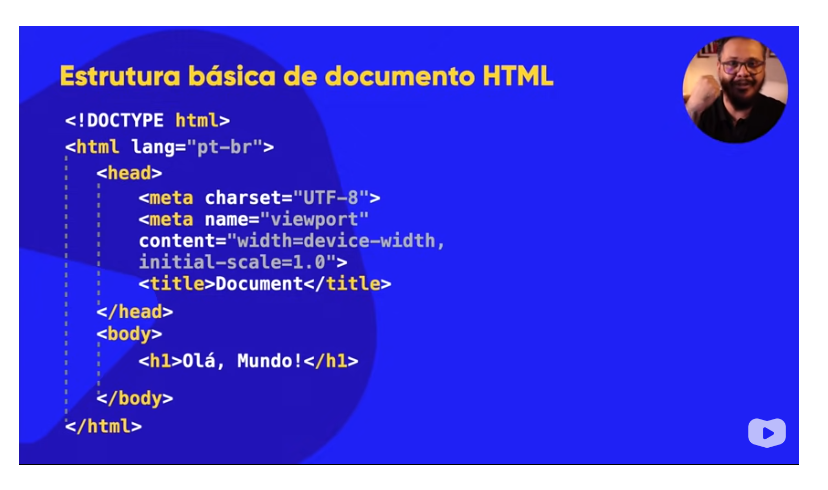 Estrutura básica de documento HTML
<!DOCTYPE html>
<html lang="pt-br">
<head>
<meta charset="UTF-8">
<meta name="viewport"
content="width=device-width,
initial-scale=1.0">
<title>Document</title>
</head>
<body>
<h1>Olá, Mundo!</h1>
</body>
</html>